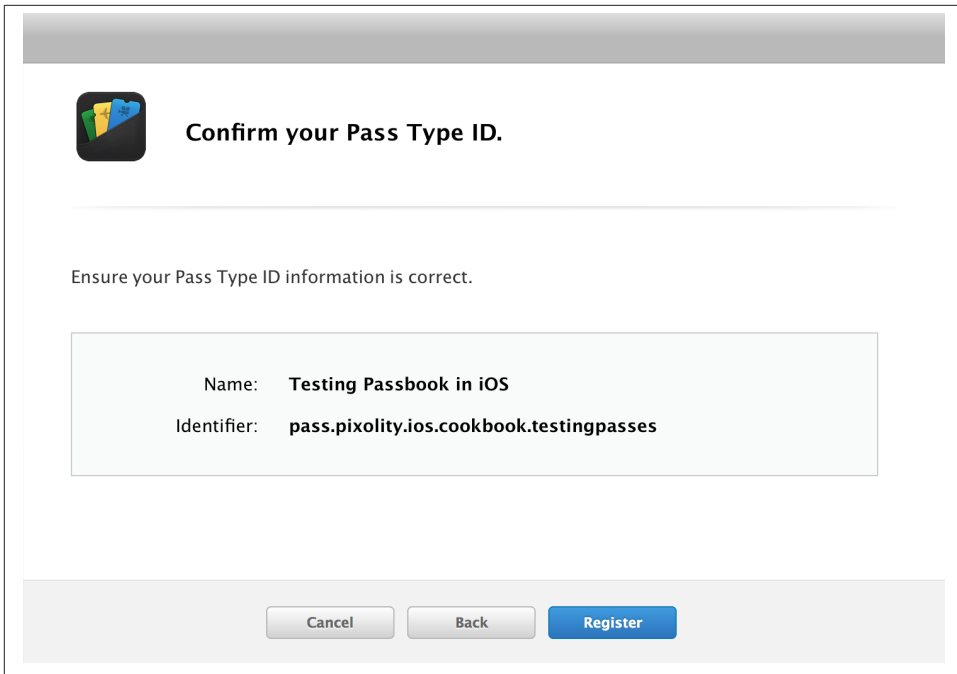 Confirm your Pass Type ID.
Ensure your Pass Type ID information is correct.
Name: Testing Passbook in iOS
Identifier: pass.pixolity.ios.cookbook.testingpasses
Cancel Back Register